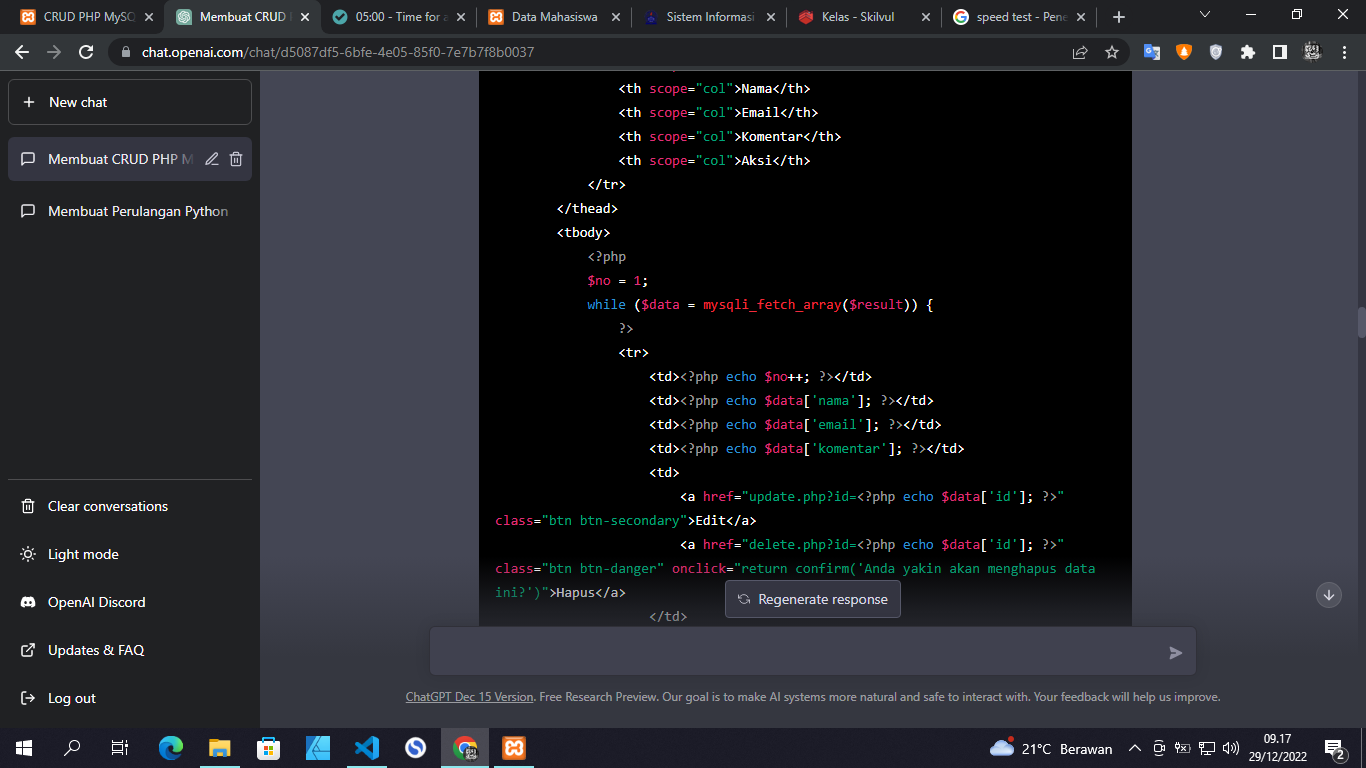 CRUD PHP MySQ
Membuat CRUD
05:00 - Time for a
Data Mahasiswa
Sistem Informasi
Kelas - Skilvul
speed test - Pene
chat.openai.com/chat/d5087df5-6bfe-4e05-85f0-7e7b7f8b0037
New chat
Membuat CRUD PHP M
Membuat Perulangan Python
Clear conversations
Light mode
OpenAI Discord
Updates & FAQ
Log out
<th scope="col">Nama</th>
<th scope="col">Email</th>
<th scope="col">Komentar</th>
<th scope="col">Aksi</th>
</tr>
</thead>
<tbody>
<?php
$no = 1;
while ($data = mysqli_fetch_array($result)) {
?>
<tr>
<td><?php echo $no++; ?></td>
<td><?php echo $data['nama']; ?></td>
<td><?php echo $data['email']; ?></td>
<td><?php echo $data['komentar']; ?></td>
<td>
<a href="update.php?id=<?php echo $data['id']; ?>"
class="btn btn-secondary">Edit</a>
<a href="delete.php?id=<?php echo $data['id']; ?>"
class="btn btn-danger" onclick="return confirm('Anda yakin akan menghapus data
ini?')">Hapus</a>
</td>
Regenerate response
ChatGPT Dec 15 Version. Free Research Preview. Our goal is to make AI systems more natural and safe to interact with. Your feedback will help us improve.
21°C Berawan
09.17
29/12/2022
2